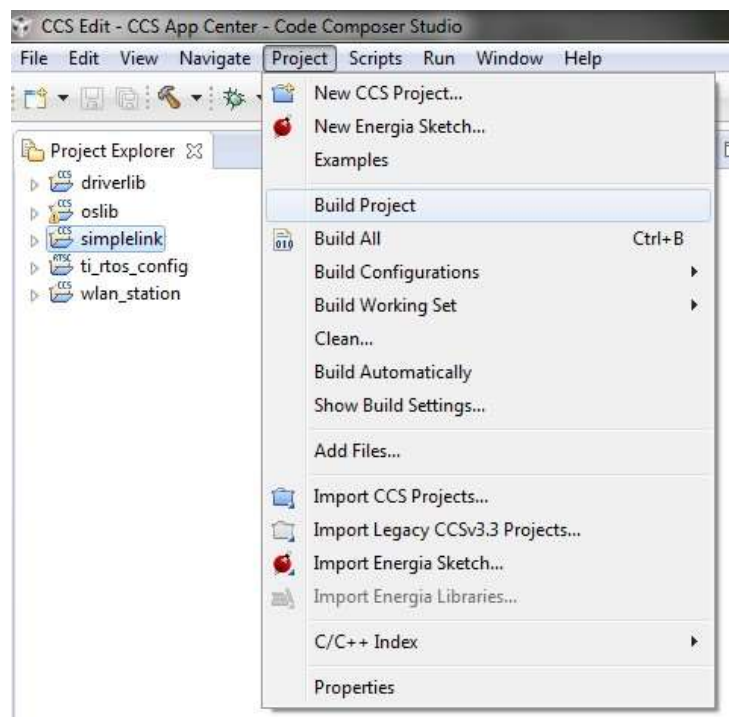 CCS Edit - CCS App Center - Code Composer Studio
File Edit View Navigate Project Scripts Run Window Help
Project Explorer
driverlib
oslib
simplelink
ti_rtos_config
wlan_station
New CCS Project...
New Energia Sketch...
Examples
Build Project
Build All Ctrl+B
Build Configurations
Build Working Set
Clean...
Build Automatically
Show Build Settings...
Add Files...
Import CCS Projects...
Import Legacy CCSv3.3 Projects...
Import Energia Sketch...
Import Energia Libraries...
C/C++ Index
Properties